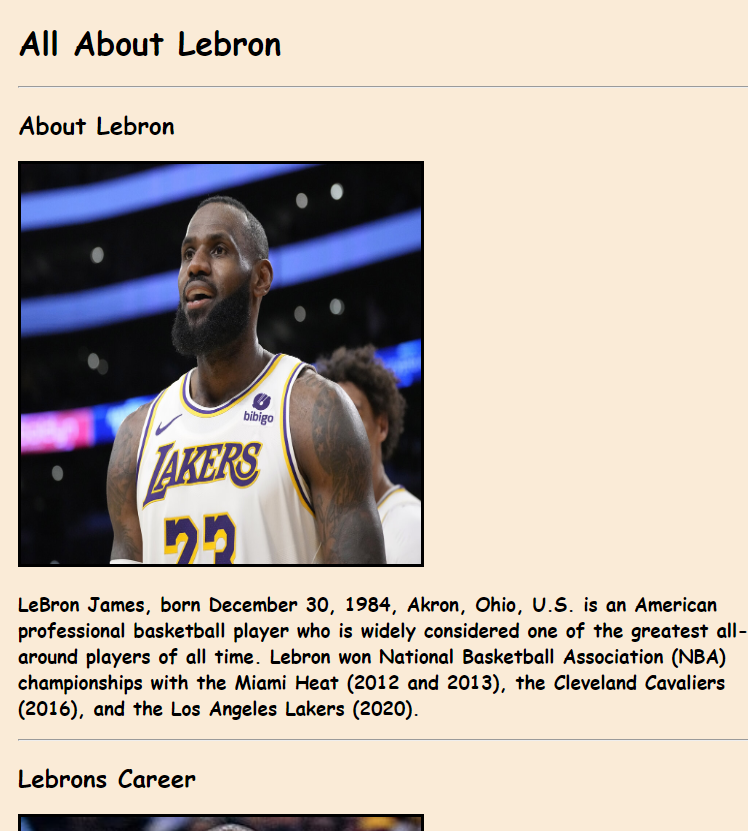 All About Lebron
About Lebron
bibigo
LAKERS
23
LeBron James, born December 30, 1984, Akron, Ohio, U.S. is an American
professional basketball player who is widely considered one of the greatest all-
around players of all time. Lebron won National Basketball Association (NBA)
championships with the Miami Heat (2012 and 2013), the Cleveland Cavaliers
(2016), and the Los Angeles Lakers (2020).
Lebrons Career